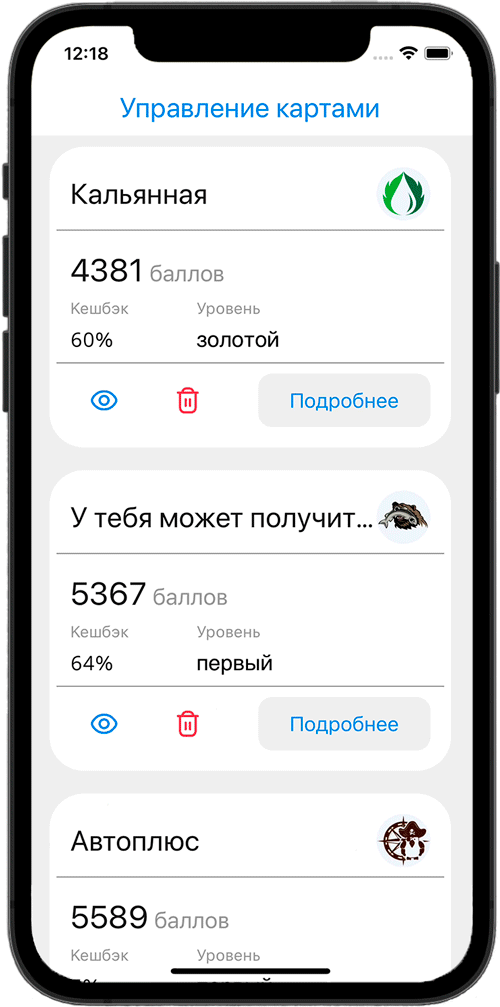 12:18
Управление картами
Кальянная
4381 баллов
Кешбэк Уровень
60% золотой
Подробнее
У тебя может получит...
5367 баллов
Кешбэк Уровень
64% первый
Подробнее
Автоплюс
5589 баллов
Кешбэк Уровень